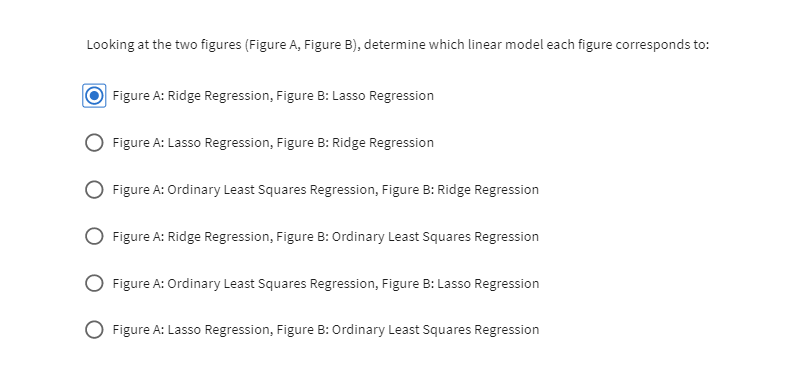 Looking at the two figures (Figure A, Figure B), determine which linear model each figure corresponds to:
Figure A: Ridge Regression, Figure B: Lasso Regression
Figure A: Lasso Regression, Figure B: Ridge Regression
Figure A: Ordinary Least Squares Regression, Figure B: Ridge Regression
Figure A: Ridge Regression, Figure B: Ordinary Least Squares Regression
Figure A: Ordinary Least Squares Regression, Figure B: Lasso Regression
Figure A: Lasso Regression, Figure B: Ordinary Least Squares Regression